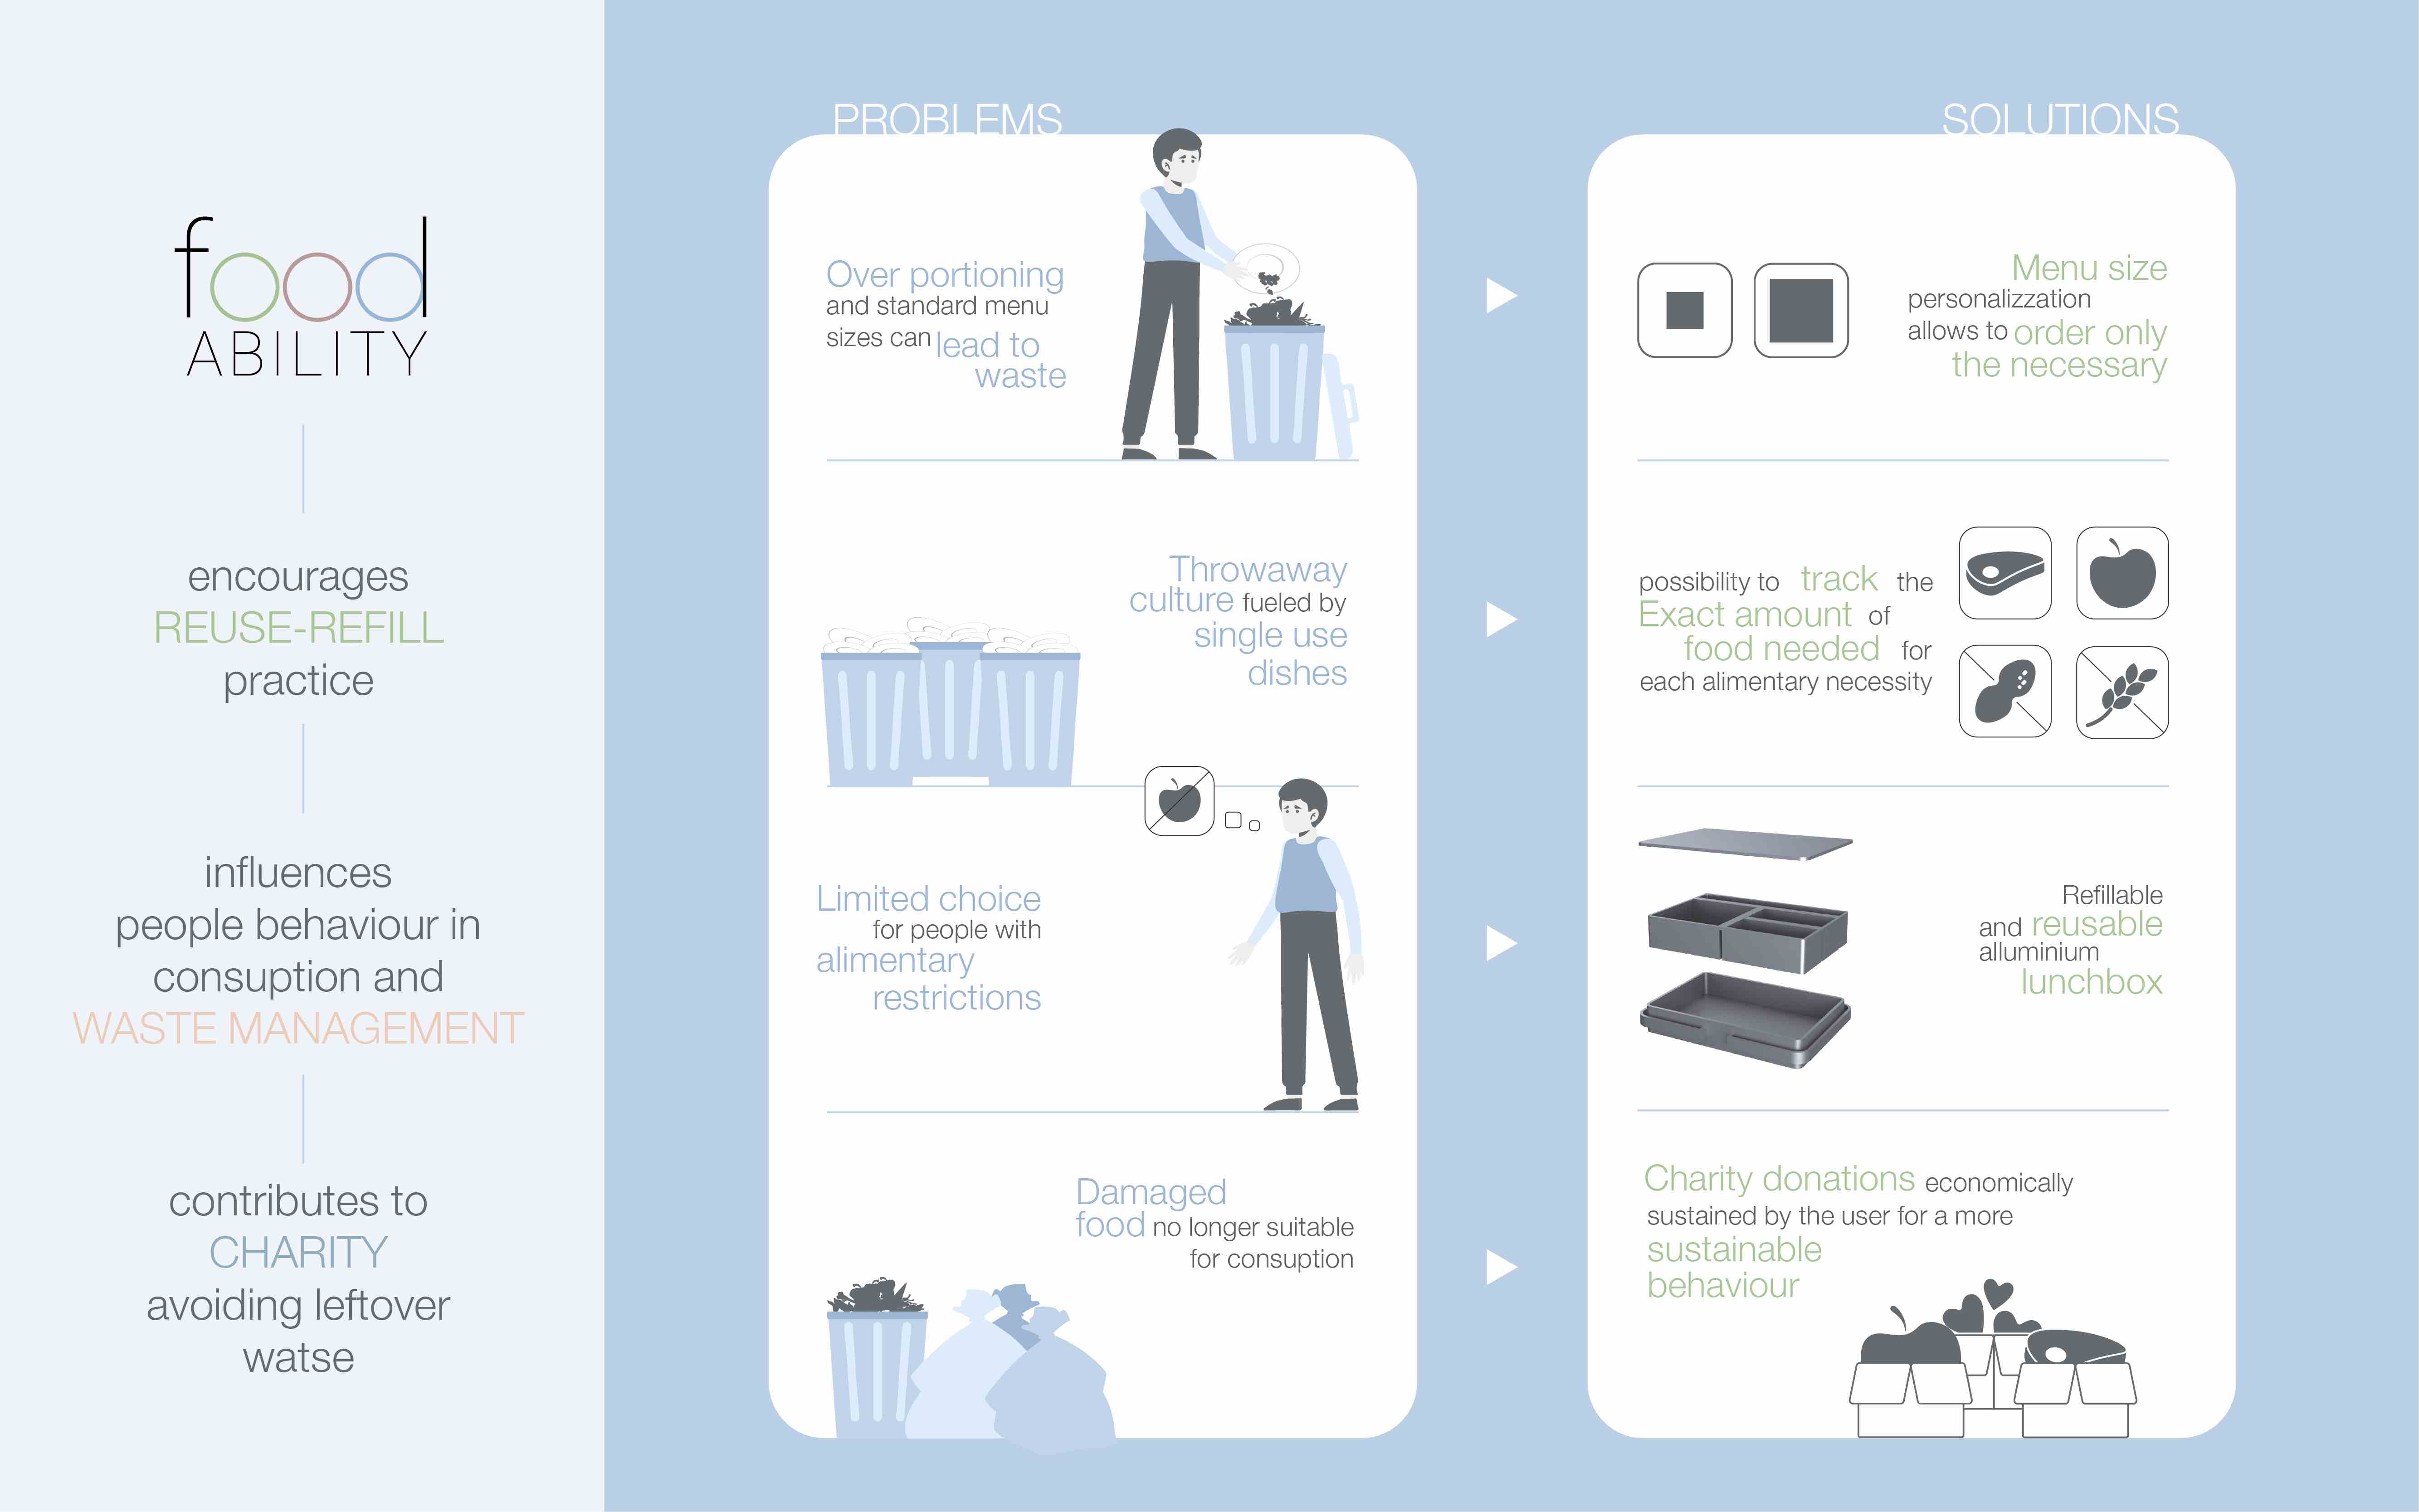 food
ABILITY
encourages
REUSE-REFILL
practice
influences
people behaviour in
consuption and
WASTE MANAGEMENT
contributes to
CHARITY
avoiding leftover
watse
PROBLEMS
Over portioning
and standard menu
sizes can lead to
waste
Throwaway
culture fueled by
single use
dishes
Limited choice
for people with
alimentary
restrictions
Damaged
food no longer suitable
for consuption
SOLUTIONS
Menu size
personalizzation
allows to order only
the necessary
possibility to track the
Exact amount of
food needed for
each alimentary necessity
Refillable
and reusable
alluminium
lunchbox
Charity donations economically
sustained by the user for a more
sustainable
behaviour